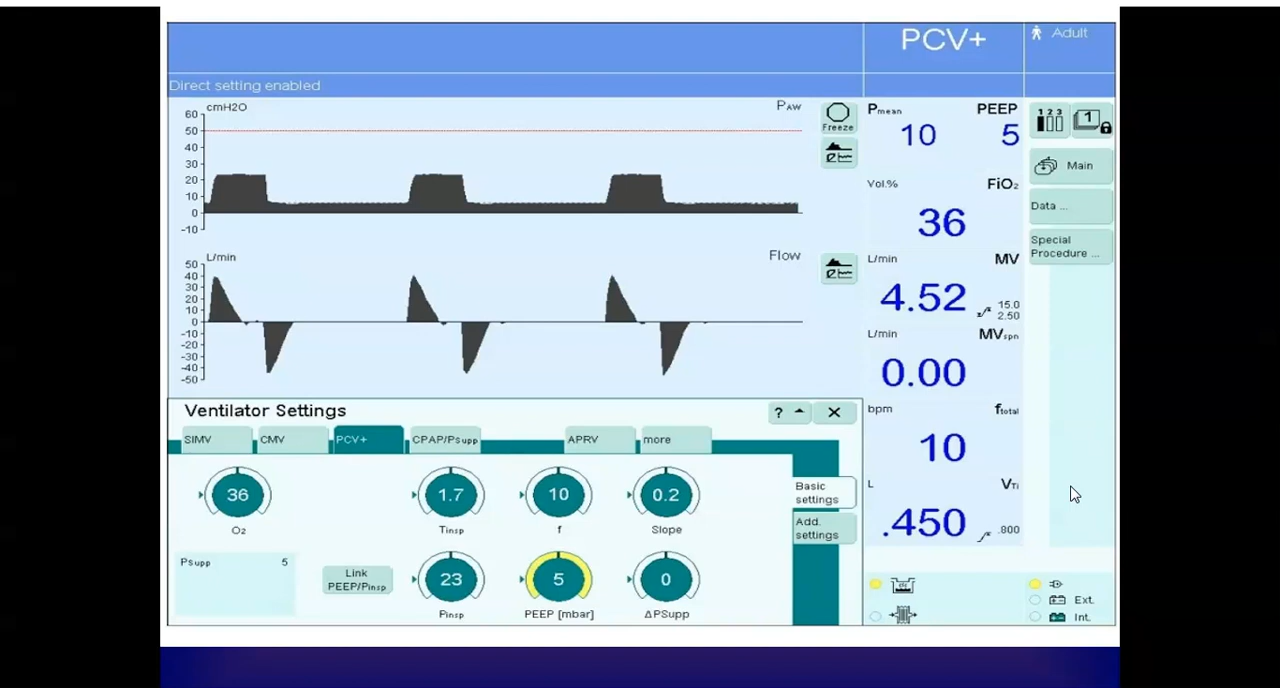 PCV+
Adult
Direct setting enabled
cmH2O
PAW
60
50
40
30
20
10
0
-10
Freeze
Pmean
PEEP
10
5
1 2 3
1
Main
Vol.%
FiO2
36
Data ...
Special
Procedure ...
L/min
Flow
50
40
30
20
10
0
-10
-20
-30
-40
-50
L/min
MV
4.52
15.0
2.50
L/min
MVspn
0.00
Ventilator Settings
?
X
SIMV
CMV
PCV+
CPAP/Psupp
APRV
more
bpm
ftotal
10
36
O2
1.7
Tinsp
10
f
0.2
Slope
Basic
settings
Add.
settings
L
VTi
.450
.800
Psupp
5
Link
PEEP/Pinsp
23
Pinsp
5
PEEP [mbar]
0
ΔPSupp
Ext.
Int.